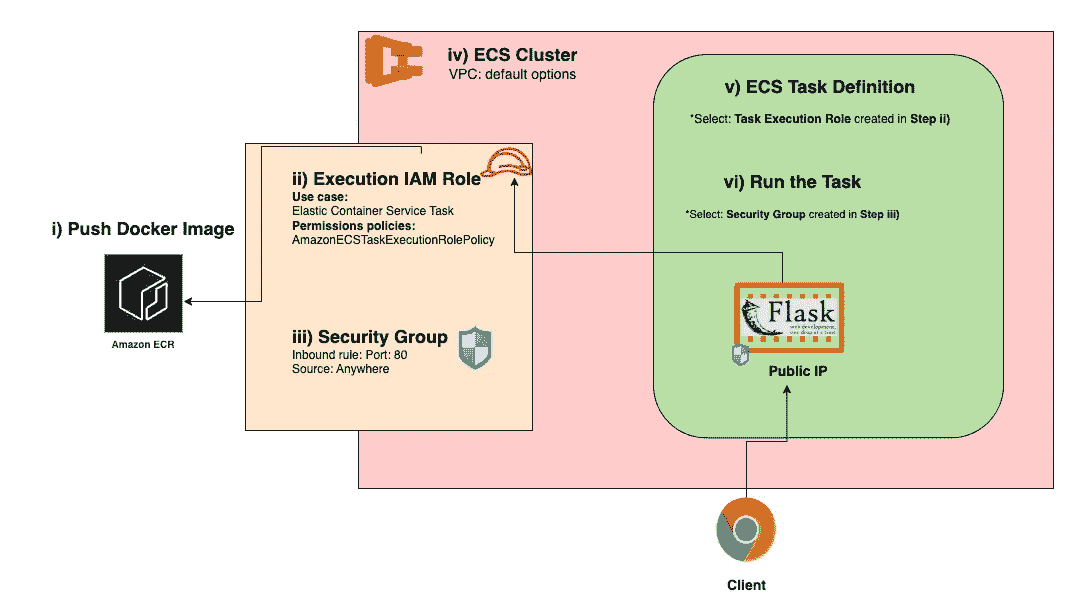 iv) ECS Cluster
VPC: default options
v) ECS Task Definition
*Select: Task Execution Role created in Step ii)
ii) Execution IAM Role
Use case:
Elastic Container Service Task
Permissions policies:
AmazonECSTaskExecutionRolePolicy
vi) Run the Task
*Select: Security Group created in Step iii)
i) Push Docker Image
Amazon ECR
Flask
web development,
one drop at a time
iii) Security Group
Inbound rule: Port: 80
Source: Anywhere
Public IP
Client